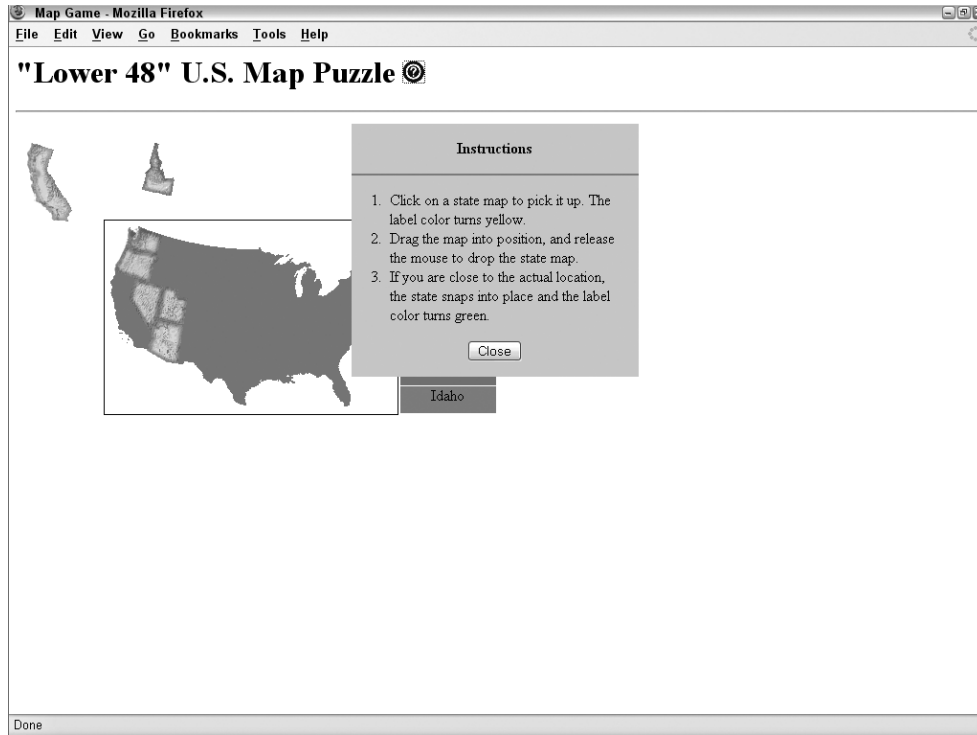 Map Game - Mozilla Firefox
File Edit View Go Bookmarks Tools Help
"Lower 48" U.S. Map Puzzle
Instructions
1. Click on a state map to pick it up. The
label color turns yellow.
2. Drag the map into position, and release
the mouse to drop the state map.
3. If you are close to the actual location,
the state snaps into place and the label
color turns green.
Close
Idaho
Done